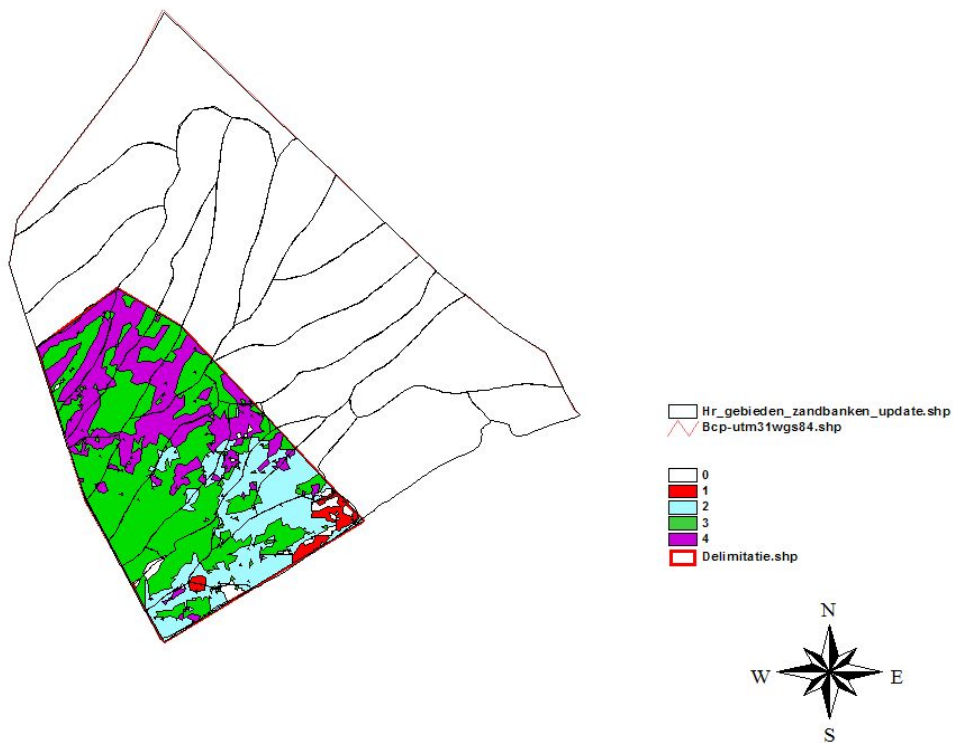 Hr_gebieden_zandbanken_update.shp
Bcp-utm31wgs84.shp
0
1
2
3
4
Delimitatie.shp
N
W E
S